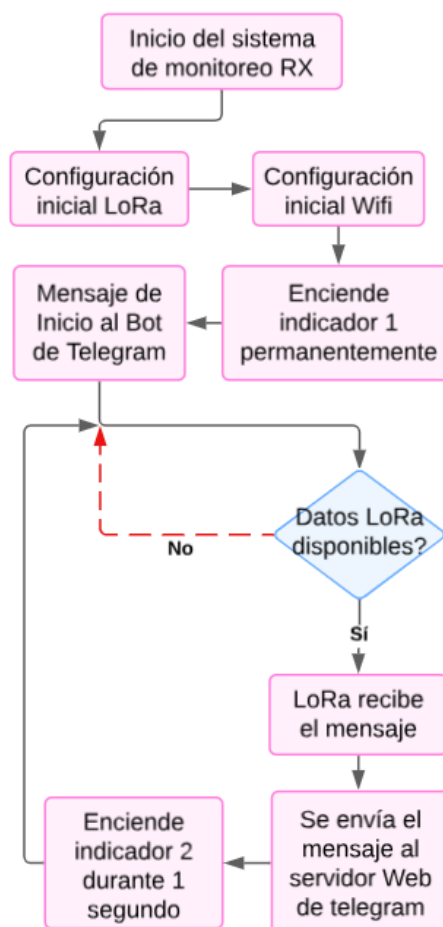 Inicio del sistema
de monitoreo RX
Configuración
inicial LoRa
Configuración
inicial Wifi
Enciende
indicador 1
permanentemente
Mensaje de
Inicio al Bot
de Telegram
Datos LoRa
disponibles?
No
Sí
LoRa recibe
el mensaje
Se envía el
mensaje al
servidor Web
de telegram
Enciende
indicador 2
durante 1
segundo